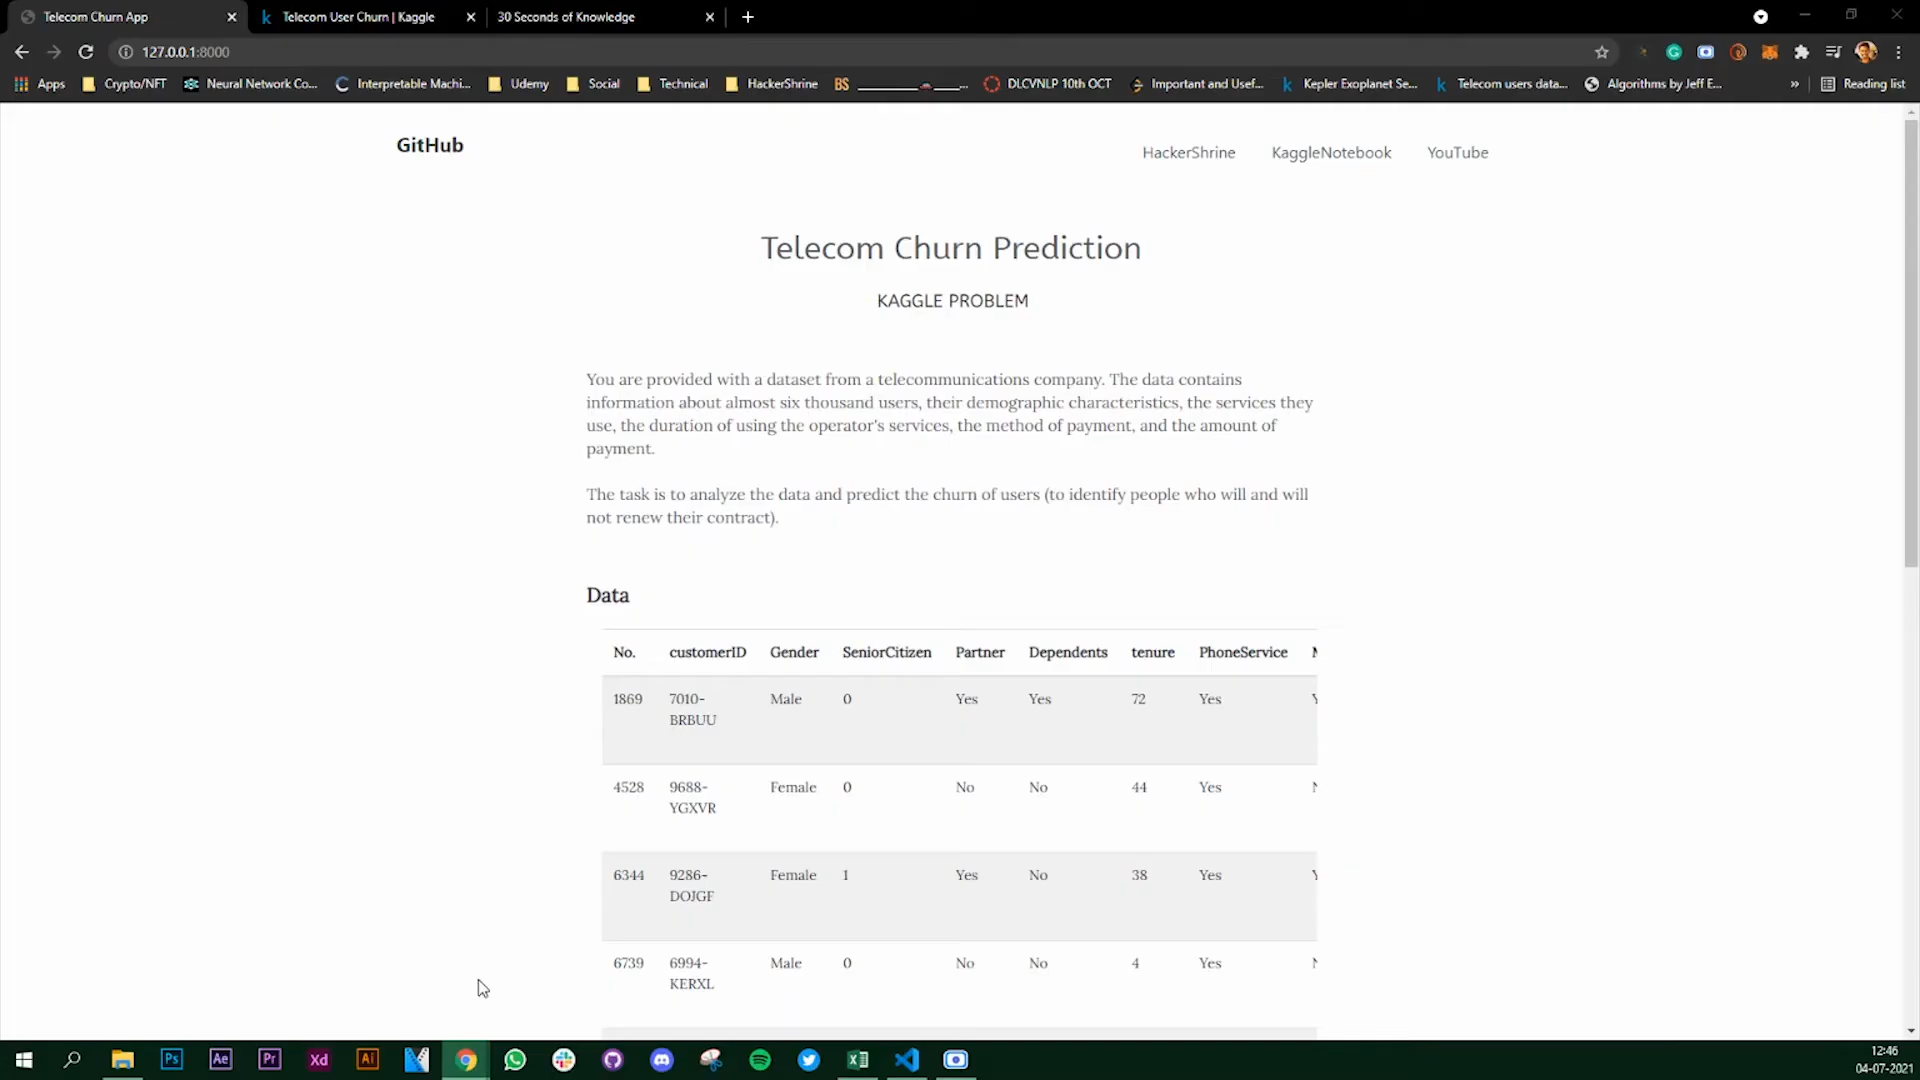 Telecom Churn App
Telecom User Churn | Kaggle
30 Seconds of Knowledge
127.0.0.1:8000
Apps
Crypto/NFT
Neural Network Co...
Interpretable Machi...
Udemy
Social
Technical
HackerShrine
BS
DLCVNLP 10th OCT
Important and Usef...
Kepler Exoplanet Se...
Telecom users data...
Algorithms by Jeff E...
»
Reading list
GitHub
HackerShrine
KaggleNotebook
YouTube
Telecom Churn Prediction
KAGGLE PROBLEM
You are provided with a dataset from a telecommunications company. The data contains
information about almost six thousand users, their demographic characteristics, the services they
use, the duration of using the operator's services, the method of payment, and the amount of
payment.
The task is to analyze the data and predict the churn of users (to identify people who will and will
not renew their contract).
Data
No. customerID Gender SeniorCitizen Partner Dependents tenure PhoneService
1869 7010- Male 0 Yes Yes 72 Yes
BRBUU
4528 9688- Female 0 No No 44 Yes
YGXVR
6344 9286- Female 1 Yes No 38 Yes
DOJGF
6739 6994- Male 0 No No 4 Yes
KERXL
Ps
Ae
Pr
Xd
Ai
12:46
04-07-2021